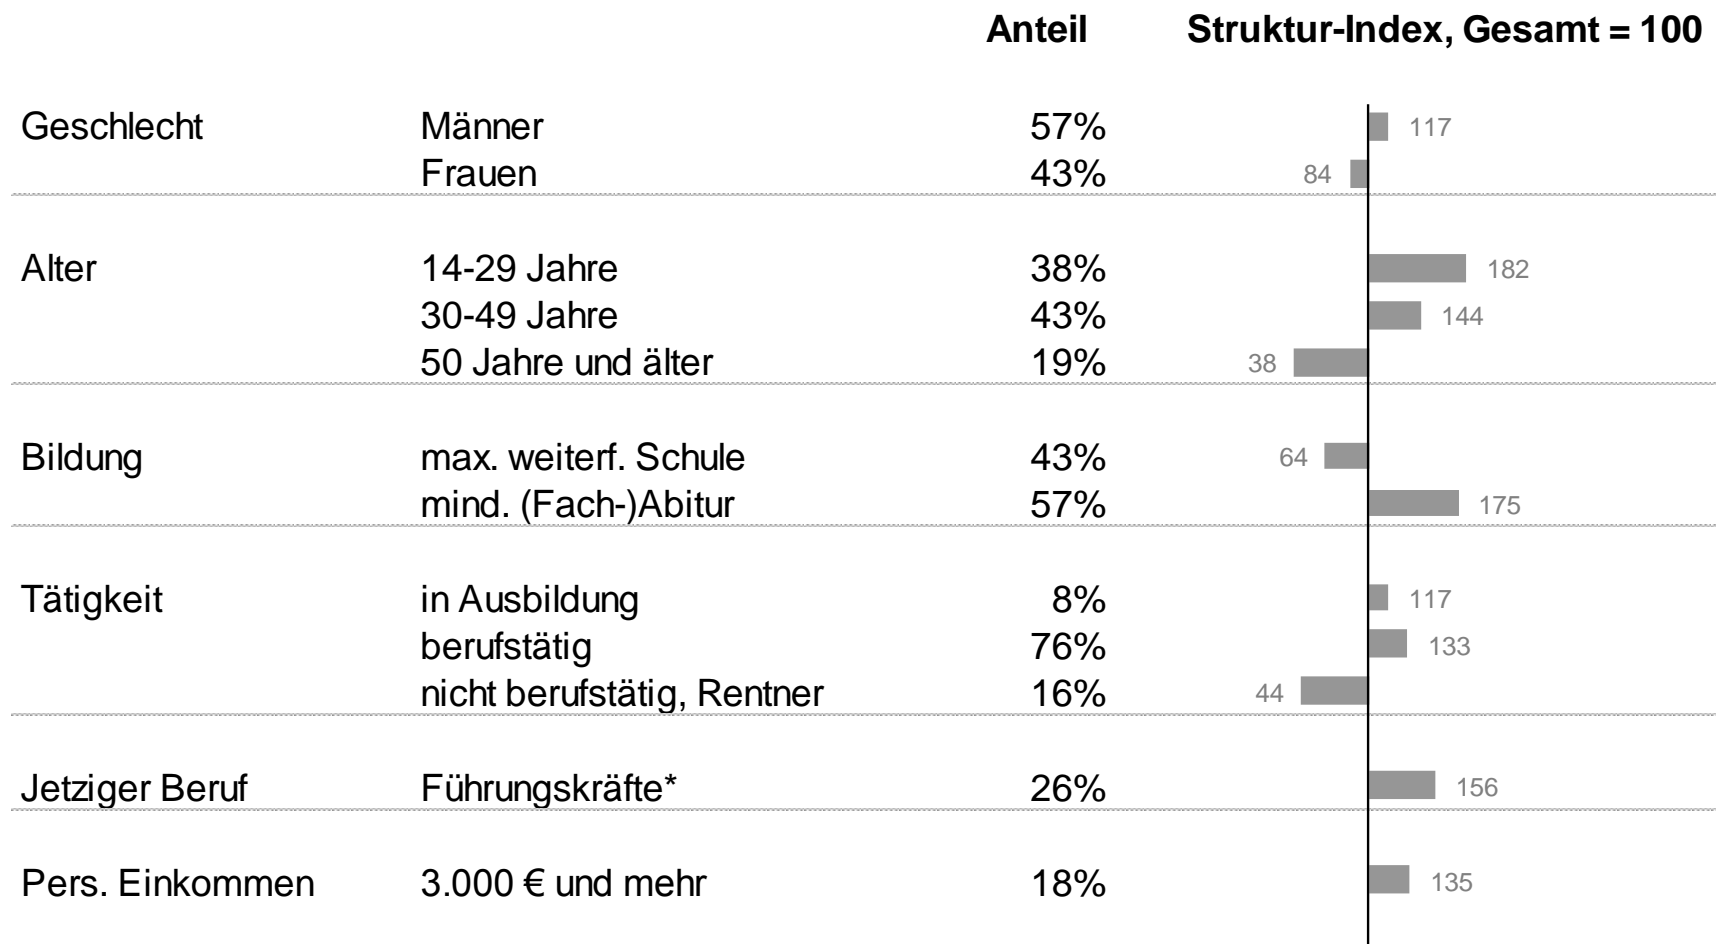 Anteil Struktur-Index, Gesamt = 100
Geschlecht Männer 57% 117
Frauen 43% 84
Alter 14-29 Jahre 38% 182
30-49 Jahre 43% 144
50 Jahre und älter 19% 38
Bildung max. weiterf. Schule 43% 64
mind. (Fach-)Abitur 57% 175
Tätigkeit in Ausbildung 8% 117
berufstätig 76% 133
nicht berufstätig, Rentner 16% 44
Jetziger Beruf Führungskräfte* 26% 156
Pers. Einkommen 3.000 € und mehr 18% 135